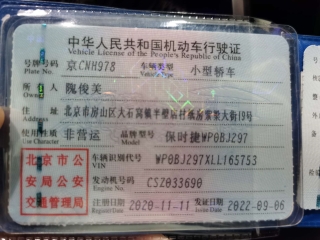 中华人民共和国机动车行驶证
Vehicle License of the People's Republic of China
号牌号码 京CNH978 车辆类型 小型轿车
Plate No. Vehicle Type
所有人 隗俊美
住址 北京市房山区大石窝镇半壁店村纸房紫荣大街19号
使用性质 非营运 品牌型号 保时捷WP0BJ297
Use Character
北京市公
安局公安
交通管理局
车辆识别代号 WP0BJ297XLL165753
VIN
发动机号码 CSZ033690
Engine No.
注册日期 2020-11-11 发证日期 2022-09-06
Register Date Issue Date